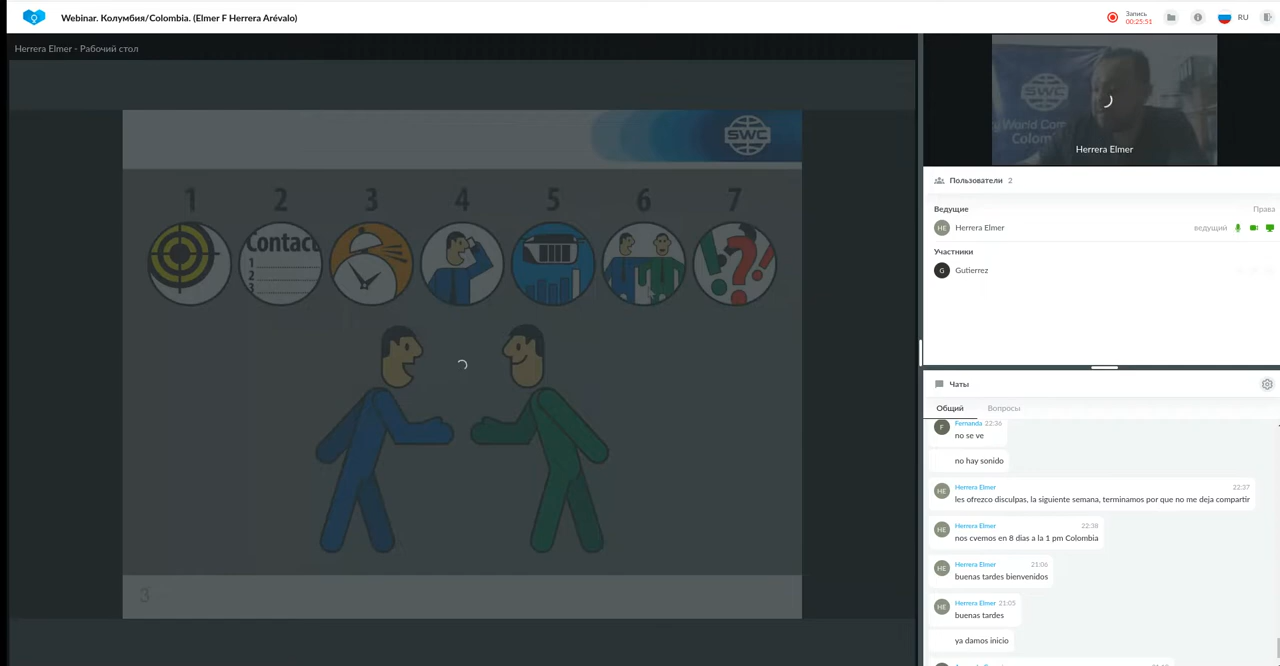 Webinar. Колумбия/Colombia. (Elmer F Herrera Arévalo)
Запись
00:25:51
RU
Herrera Elmer - Рабочий стол
SWC
1 2 3 4 5 6 7
Contact
1
2
3
3
SWC
y World Com
Colom
Herrera Elmer
Пользователи 2
Ведущие Права
HE Herrera Elmer ведущий
Участники
G Gutierrez
Чаты
Общий Вопросы
F Fernanda 22:36
no se ve
no hay sonido
HE Herrera Elmer 22:37
les ofrezco disculpas, la siguiente semana, terminamos por que no me deja compartir
HE Herrera Elmer 22:38
nos cvemos en 8 dias a la 1 pm Colombia
HE Herrera Elmer 21:06
buenas tardes bienvenidos
HE Herrera Elmer 21:05
buenas tardes
ya damos inicio